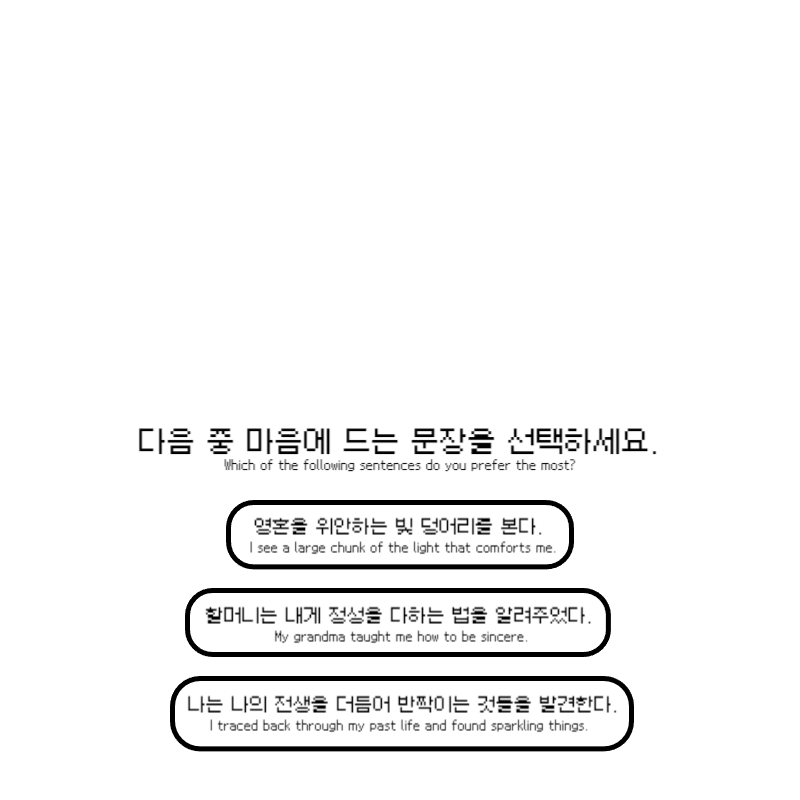 다음 중 마음에 드는 문장을 선택하세요.
Which of the following sentences do you prefer the most?
영혼을 위안하는 빛 덩어리를 본다.
I see a large chunk of the light that comforts me.
할머니는 내게 정성을 다하는 법을 알려주었다.
My grandma taught me how to be sincere.
나는 나의 전생을 더듬어 반짝이는 것들을 발견한다.
I traced back through my past life and found sparkling things.